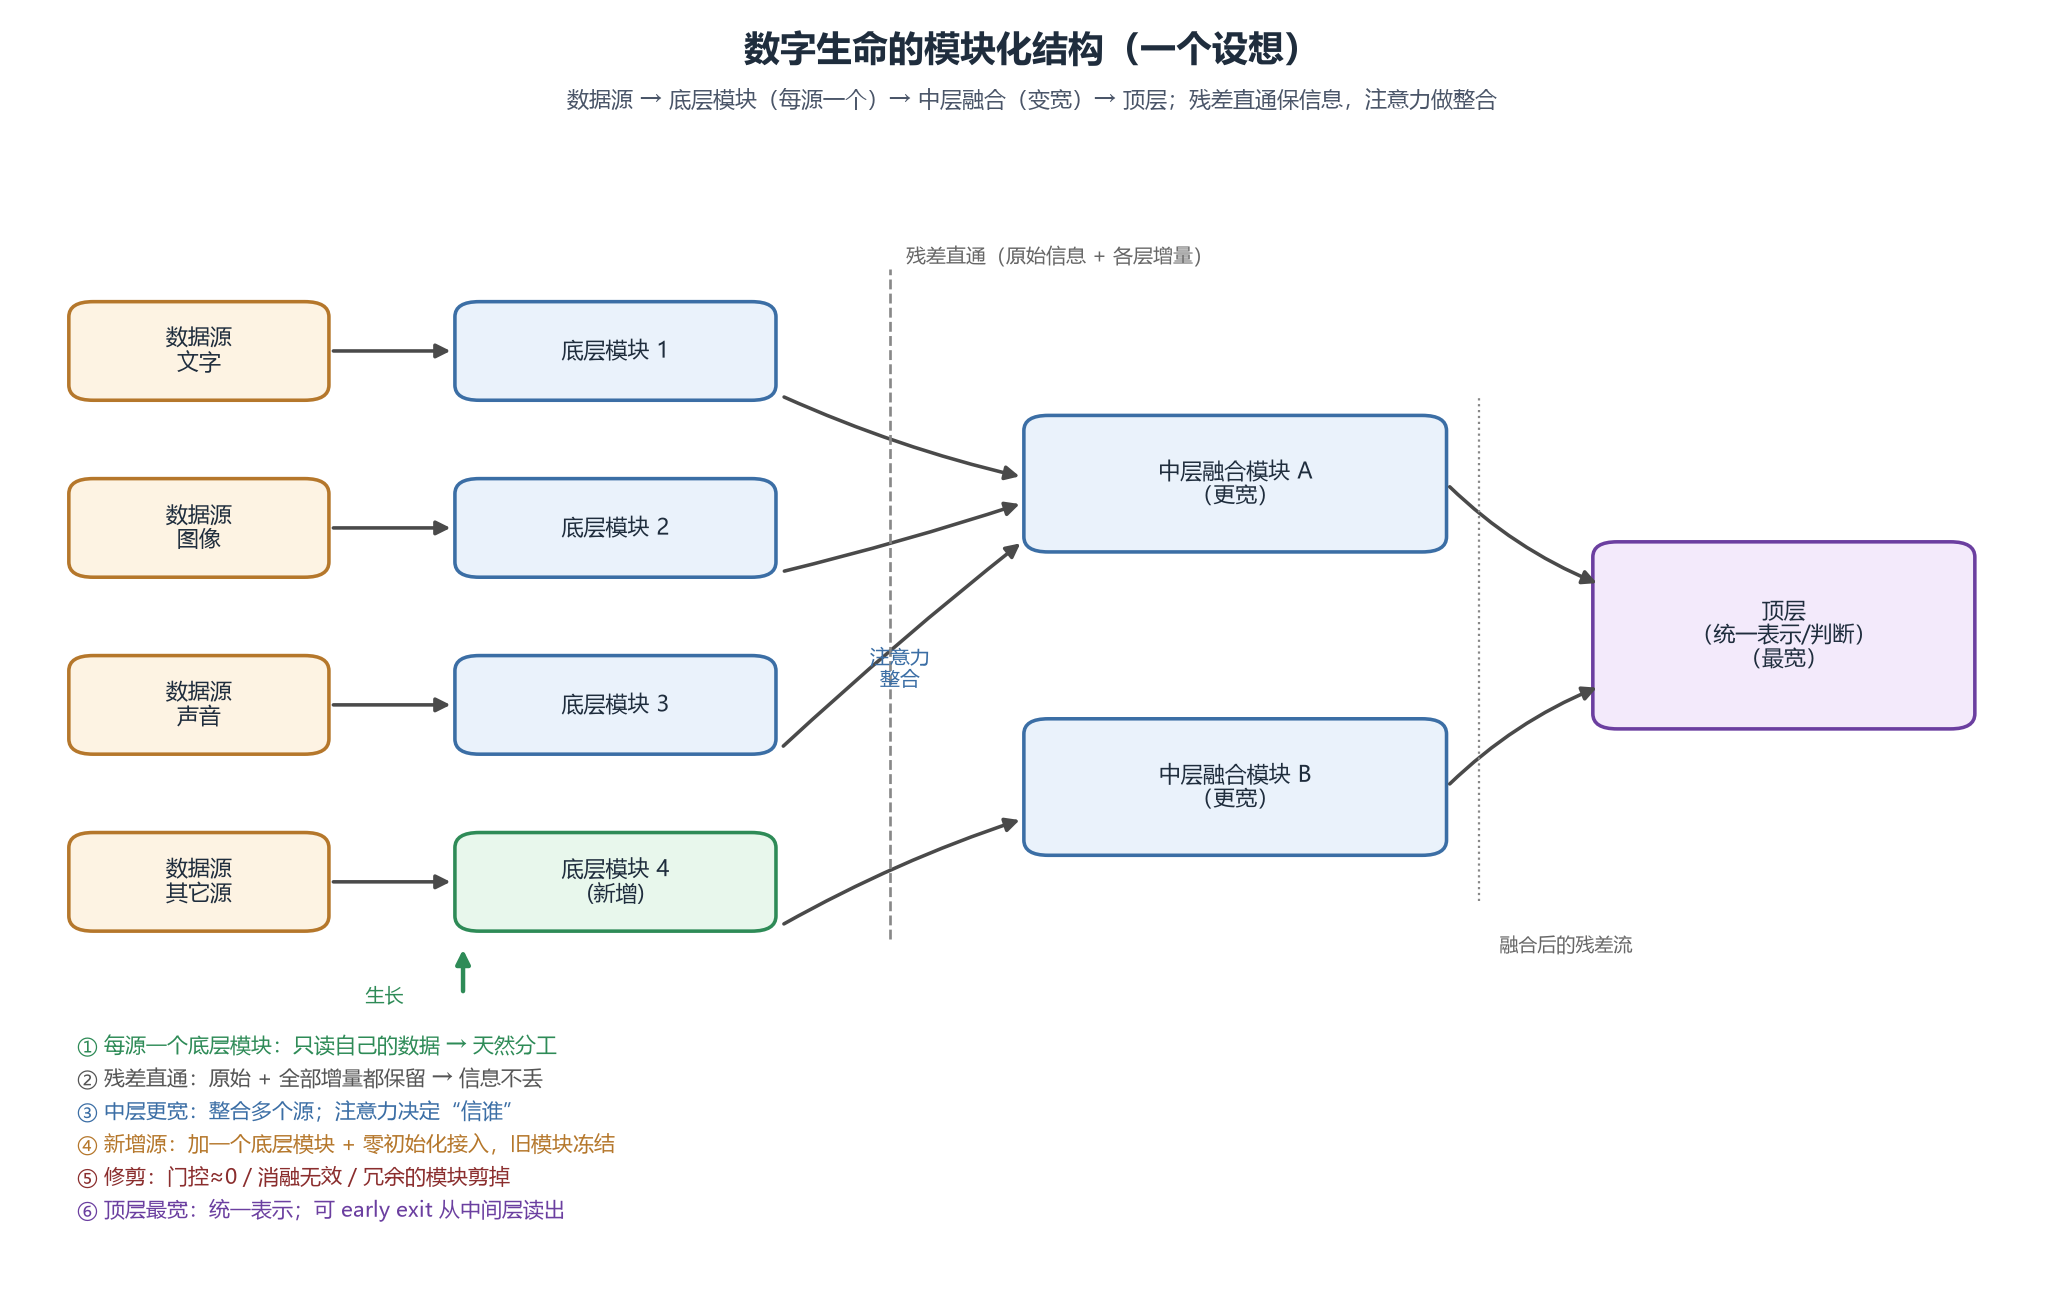 数字生命的模块化结构（一个设想）
数据源 → 底层模块（每源一个）→ 中层融合（变宽）→ 顶层；残差直通保信息，注意力做整合
残差直通（原始信息 + 各层增量）
数据源
文字
底层模块 1
数据源
图像
底层模块 2
数据源
声音
底层模块 3
数据源
其它源
底层模块 4
(新增)
注意力
整合
中层融合模块 A
（更宽）
中层融合模块 B
（更宽）
顶层
（统一表示/判断）
（最宽）
融合后的残差流
生长
① 每源一个底层模块：只读自己的数据 → 天然分工
② 残差直通：原始 + 全部增量都保留 → 信息不丢
③ 中层更宽：整合多个源；注意力决定“信谁”
④ 新增源：加一个底层模块 + 零初始化接入，旧模块冻结
⑤ 修剪：门控≈0 / 消融无效 / 冗余的模块剪掉
⑥ 顶层最宽：统一表示；可 early exit 从中间层读出